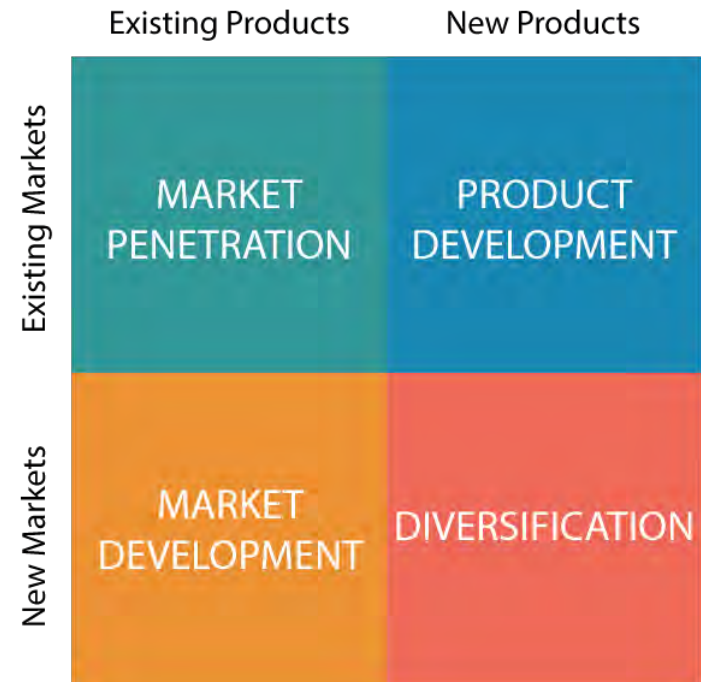 Existing Products
New Products
Existing Markets
MARKET
PENETRATION
PRODUCT
DEVELOPMENT
New Markets
MARKET
DEVELOPMENT
DIVERSIFICATION